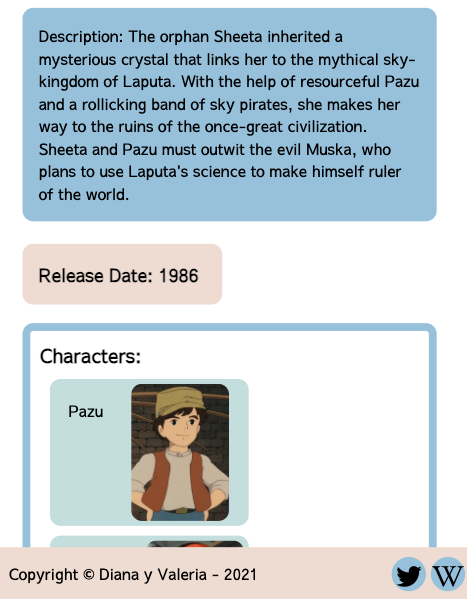 Description: The orphan Sheeta inherited a
mysterious crystal that links her to the mythical sky-
kingdom of Laputa. With the help of resourceful Pazu
and a rollicking band of sky pirates, she makes her
way to the ruins of the once-great civilization.
Sheeta and Pazu must outwit the evil Muska, who
plans to use Laputa's science to make himself ruler
of the world.
Release Date: 1986
Characters:
Pazu
Copyright © Diana y Valeria - 2021
W